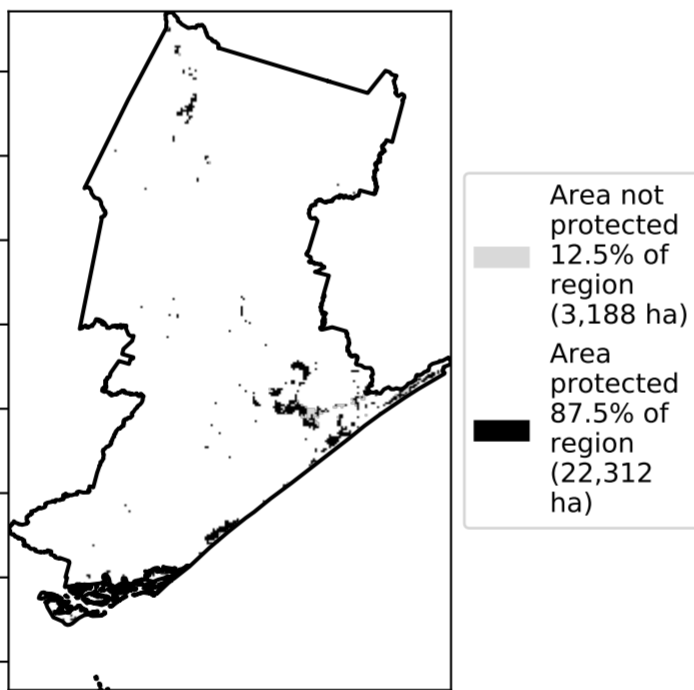 Area not
protected
12.5% of
region
(3,188 ha)
Area
protected
87.5% of
region
(22,312
ha)